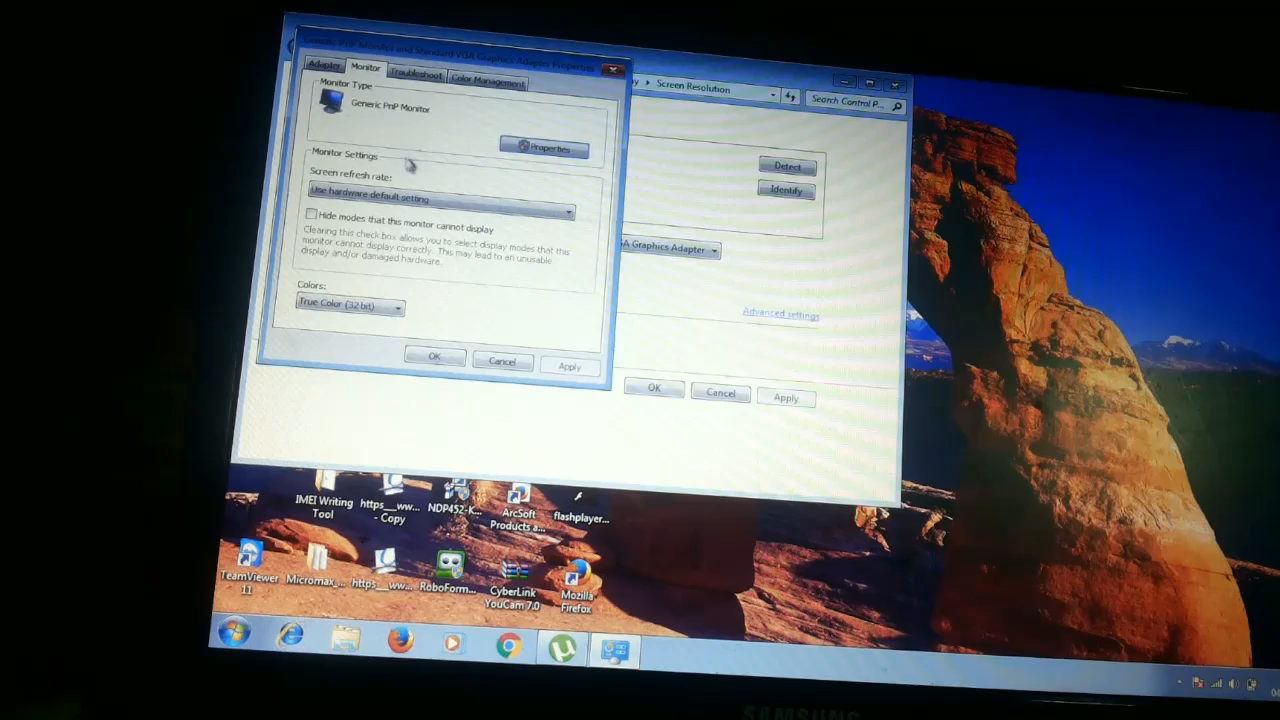 Generic PnP Monitor and Standard VGA Graphics Adapter Properties
Adapter Monitor Troubleshoot Color Management
Monitor Type
Generic PnP Monitor
Properties
Monitor Settings
Screen refresh rate:
Use hardware default setting
Hide modes that this monitor cannot display
Clearing this check box allows you to select display modes that this
monitor cannot display correctly. This may lead to an unusable
display and/or damaged hardware.
Colors:
True Color (32 bit)
OK Cancel Apply
Screen Resolution
Search Control P...
Detect
Identify
Graphics Adapter
Advanced settings
OK Cancel Apply
IMEI Writing
Tool
https__ww...
- Copy
NDP452-K...
ArcSoft
Products a...
flashplayer...
TeamViewer
11
Micromax_...
https__ww...
RoboForm...
CyberLink
YouCam 7.0
Mozilla
Firefox
SAMSUNG